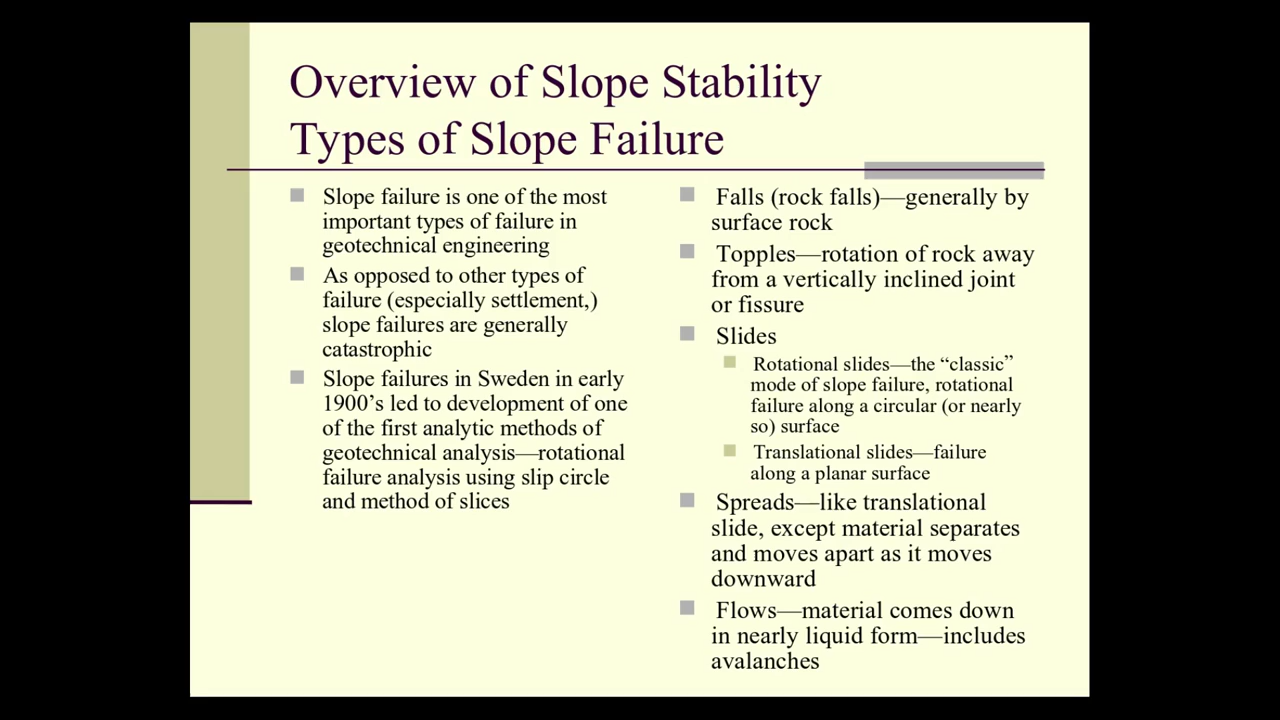 Overview of Slope Stability
Types of Slope Failure
Slope failure is one of the most
important types of failure in
geotechnical engineering
As opposed to other types of
failure (especially settlement,)
slope failures are generally
catastrophic
Slope failures in Sweden in early
1900’s led to development of one
of the first analytic methods of
geotechnical analysis—rotational
failure analysis using slip circle
and method of slices
Falls (rock falls)—generally by
surface rock
Topples—rotation of rock away
from a vertically inclined joint
or fissure
Slides
Rotational slides—the “classic”
mode of slope failure, rotational
failure along a circular (or nearly
so) surface
Translational slides—failure
along a planar surface
Spreads—like translational
slide, except material separates
and moves apart as it moves
downward
Flows—material comes down
in nearly liquid form—includes
avalanches